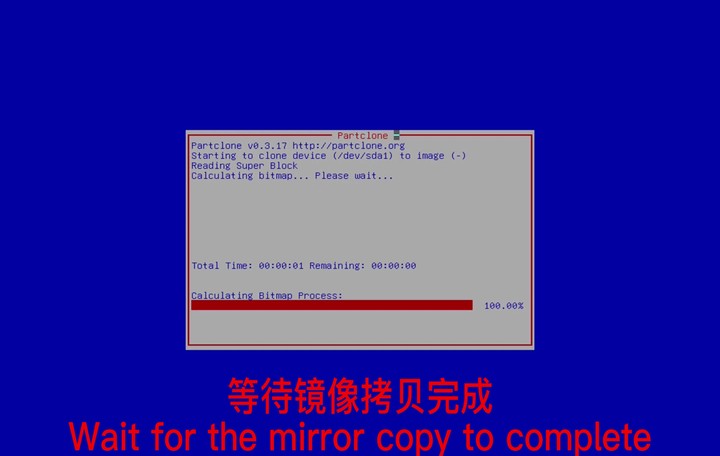 Partclone
Partclone v0.3.17 http://partclone.org
Starting to clone device (/dev/sda1) to image (-)
Reading Super Block
Calculating bitmap... Please wait...
Total Time: 00:00:01 Remaining: 00:00:00
Calculating Bitmap Process:
100.00%
等待镜像拷贝完成
Wait for the mirror copy to complete